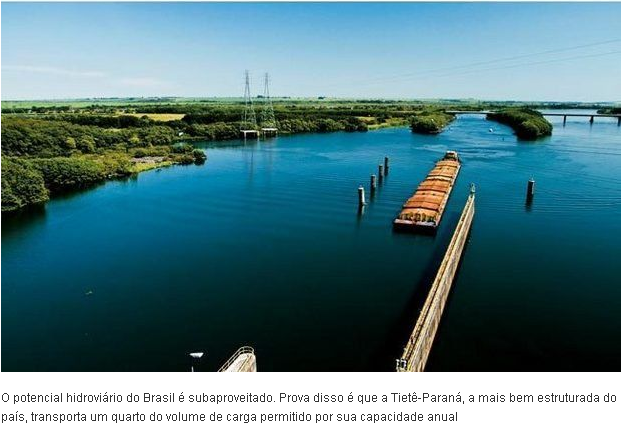 O potencial hidroviário do Brasil é subaproveitado. Prova disso é que a Tietê-Paraná, a mais bem estruturada do
país, transporta um quarto do volume de carga permitido por sua capacidade anual